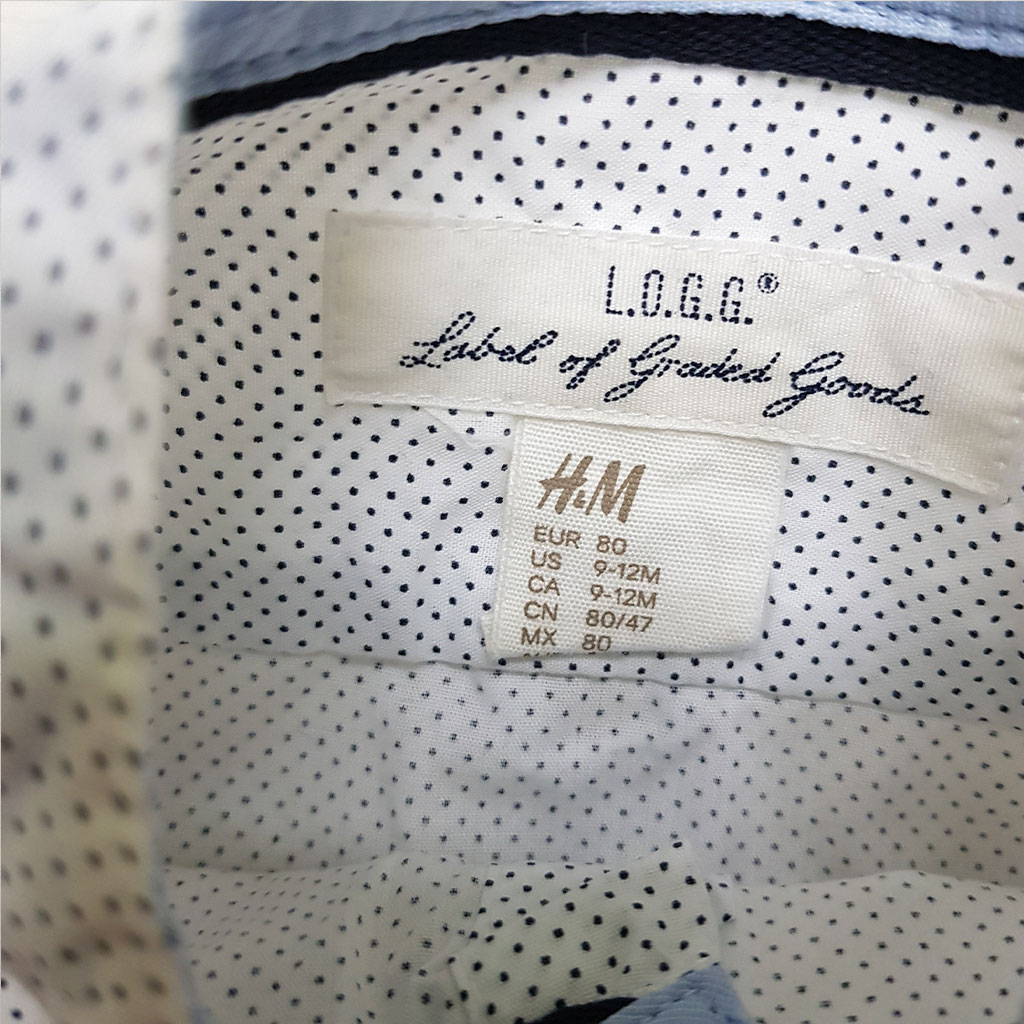 L.O.G.G.®
Label of Graded Goods
H&M
EUR 80
US 9-12M
CA 9-12M
CN 80/47
MX 80